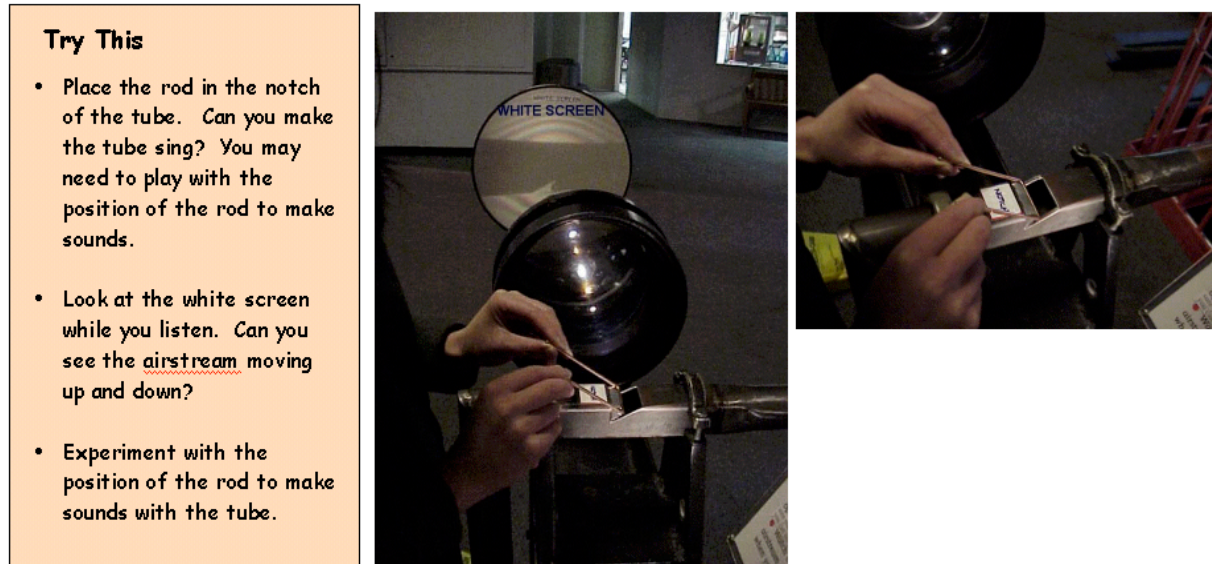 Try This
• Place the rod in the notch
of the tube. Can you make
the tube sing? You may
need to play with the
position of the rod to make
sounds.
• Look at the white screen
while you listen. Can you
see the airstream moving
up and down?
• Experiment with the
position of the rod to make
sounds with the tube.
WHITE SCREEN
WHITE SCREEN